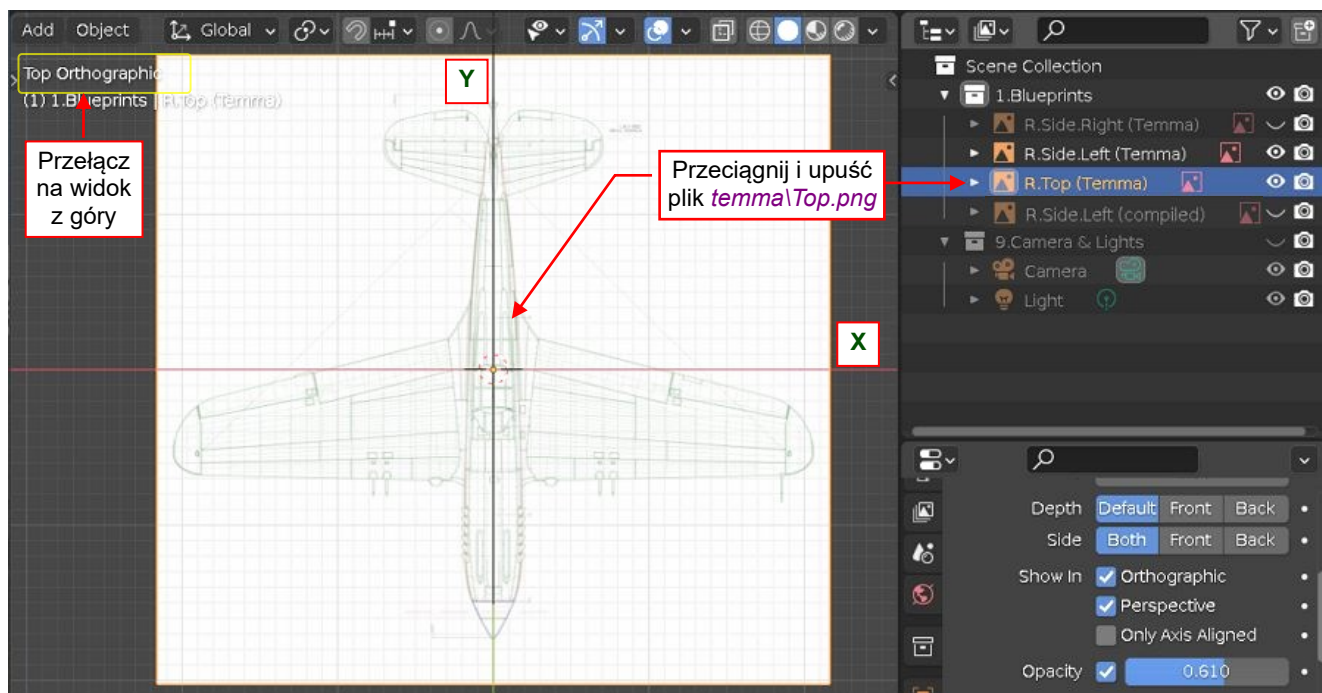 Add Object Global
Top Orthographic
(1) 1.Blueprints | R.Top (Temma)
Przełącz
na widok
z góry
Y
Przeciągnij i upuść
plik temma\Top.png
X
Scene Collection
1.Blueprints
R.Side.Right (Temma)
R.Side.Left (Temma)
R.Top (Temma)
R.Side.Left (compiled)
9.Camera & Lights
Camera
Light
Depth Default Front Back
Side Both Front Back
Show In Orthographic
Perspective
Only Axis Aligned
Opacity 0.610